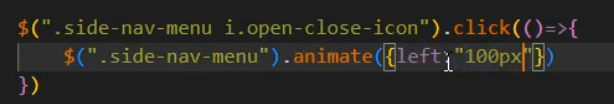 $(".side-nav-menu i.open-close-icon").click(()=>{
$(".side-nav-menu").animate({left:"100px"})
})